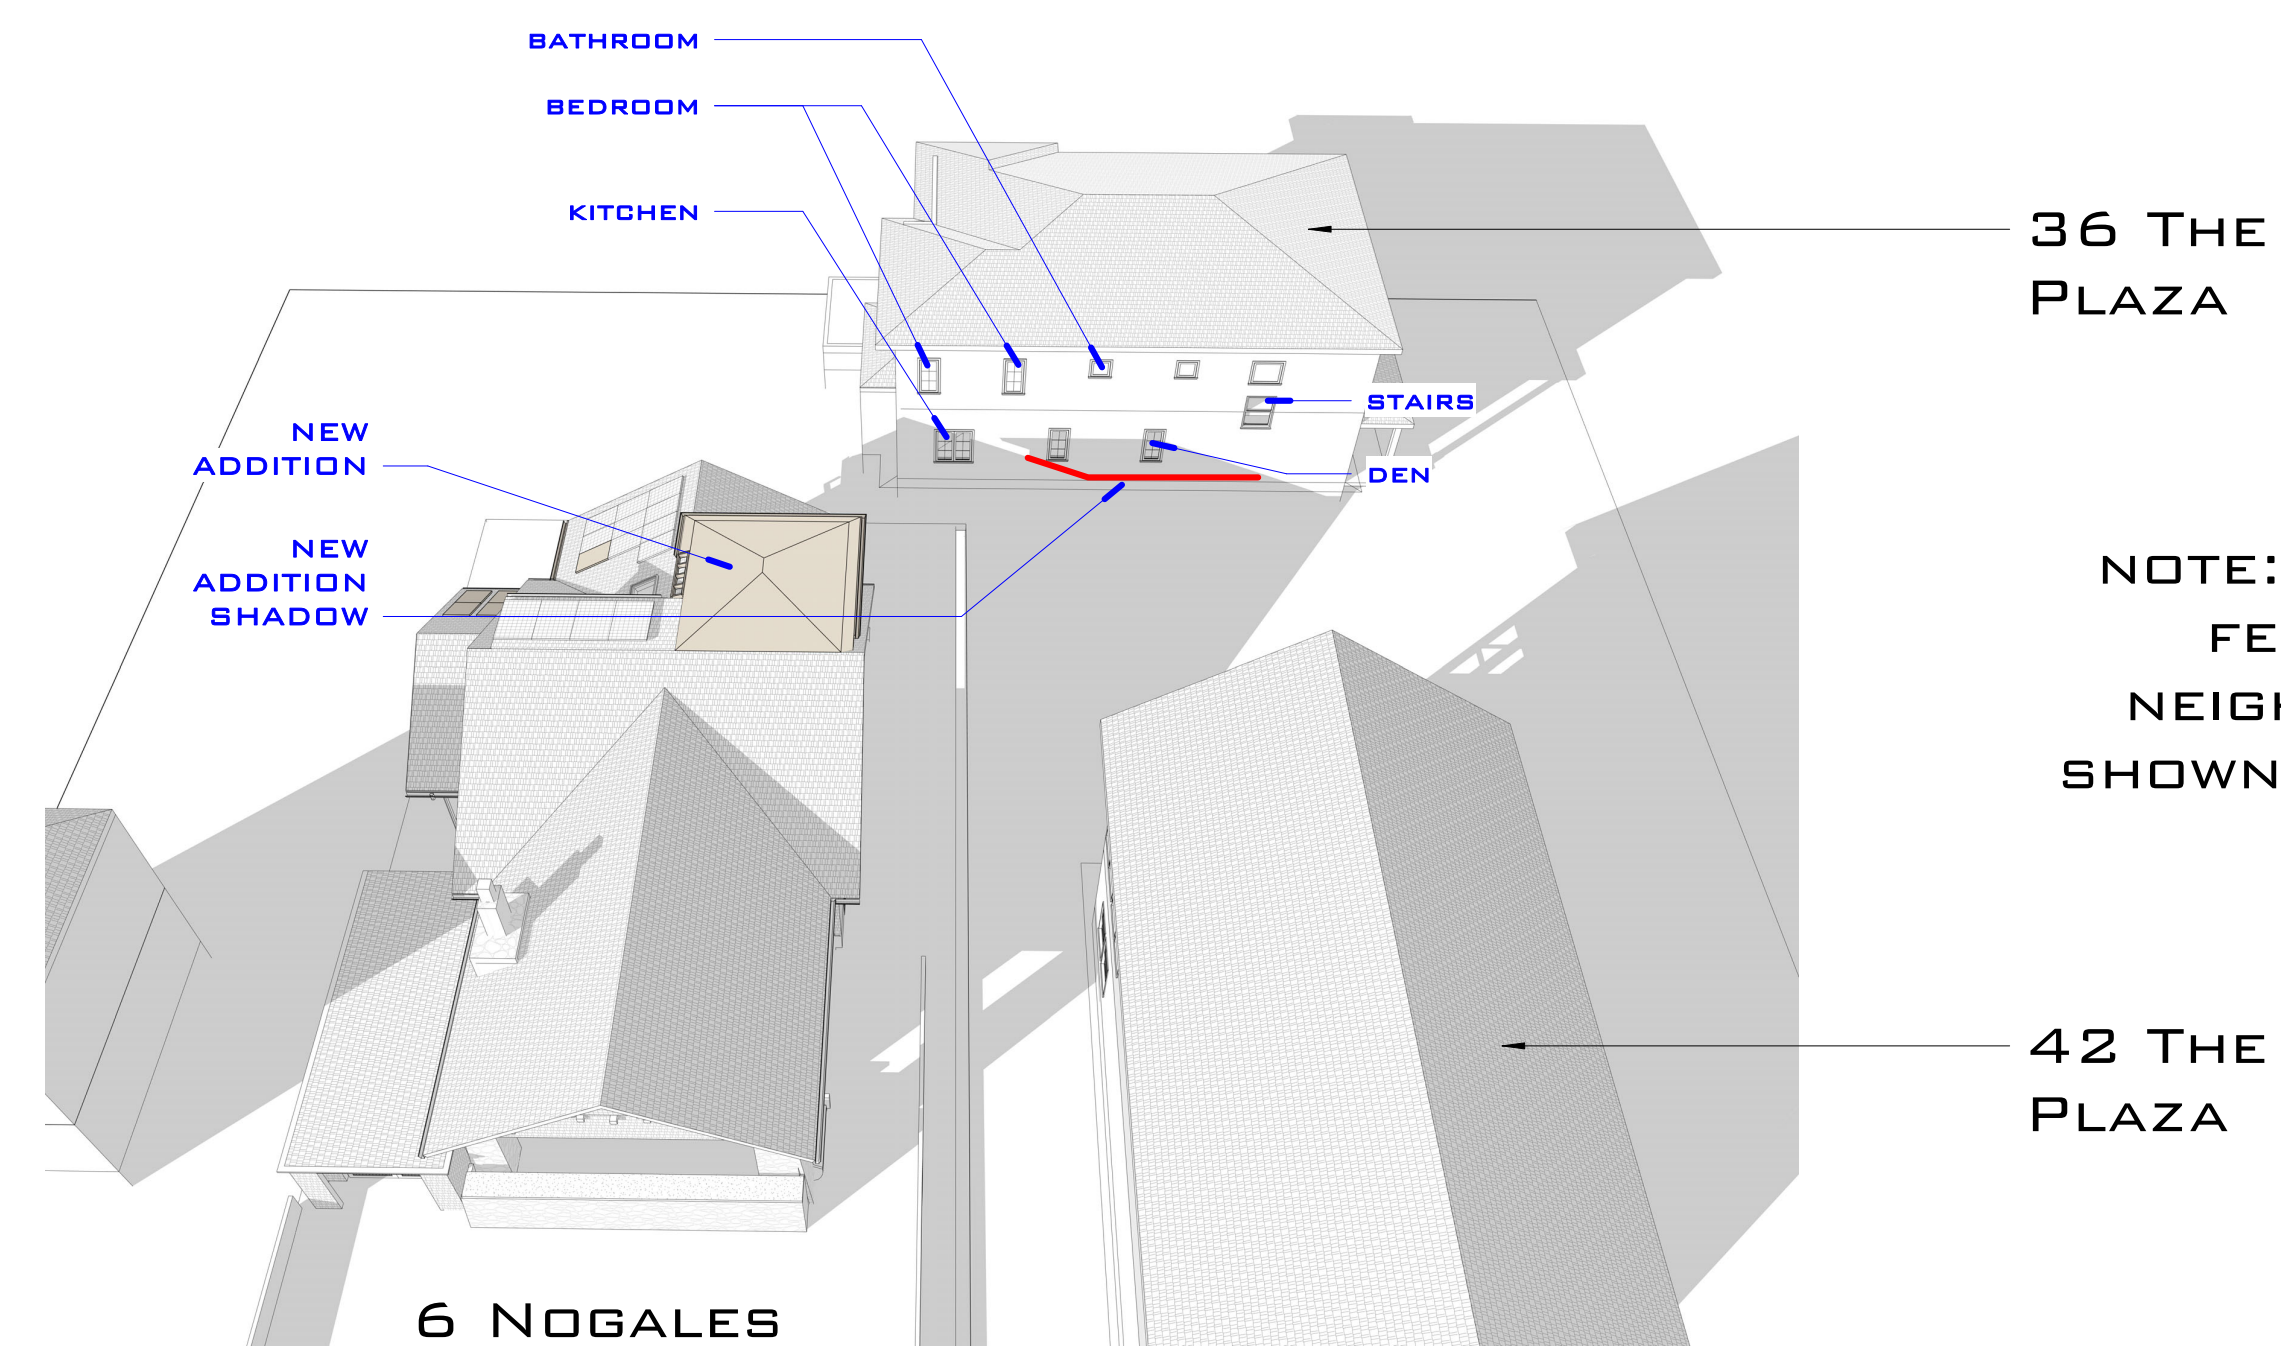 BATHROOM
BEDROOM
KITCHEN
36 THE
PLAZA
STAIRS
NEW
ADDITION
DEN
NEW
ADDITION
SHADOW
NOTE:
FE
NEIGH
SHOWN
42 THE
PLAZA
6 NOGALES